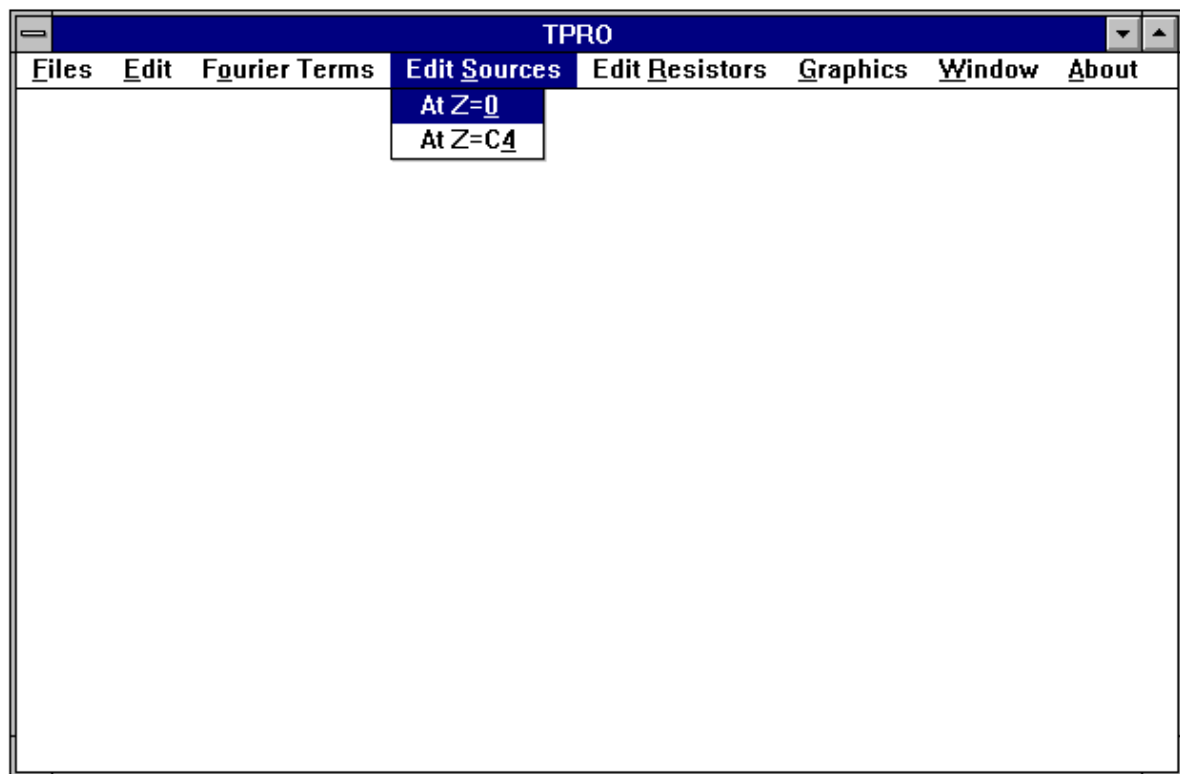 TPRO
Files Edit Fourier Terms Edit Sources Edit Resistors Graphics Window About
At Z=0
At Z=C4